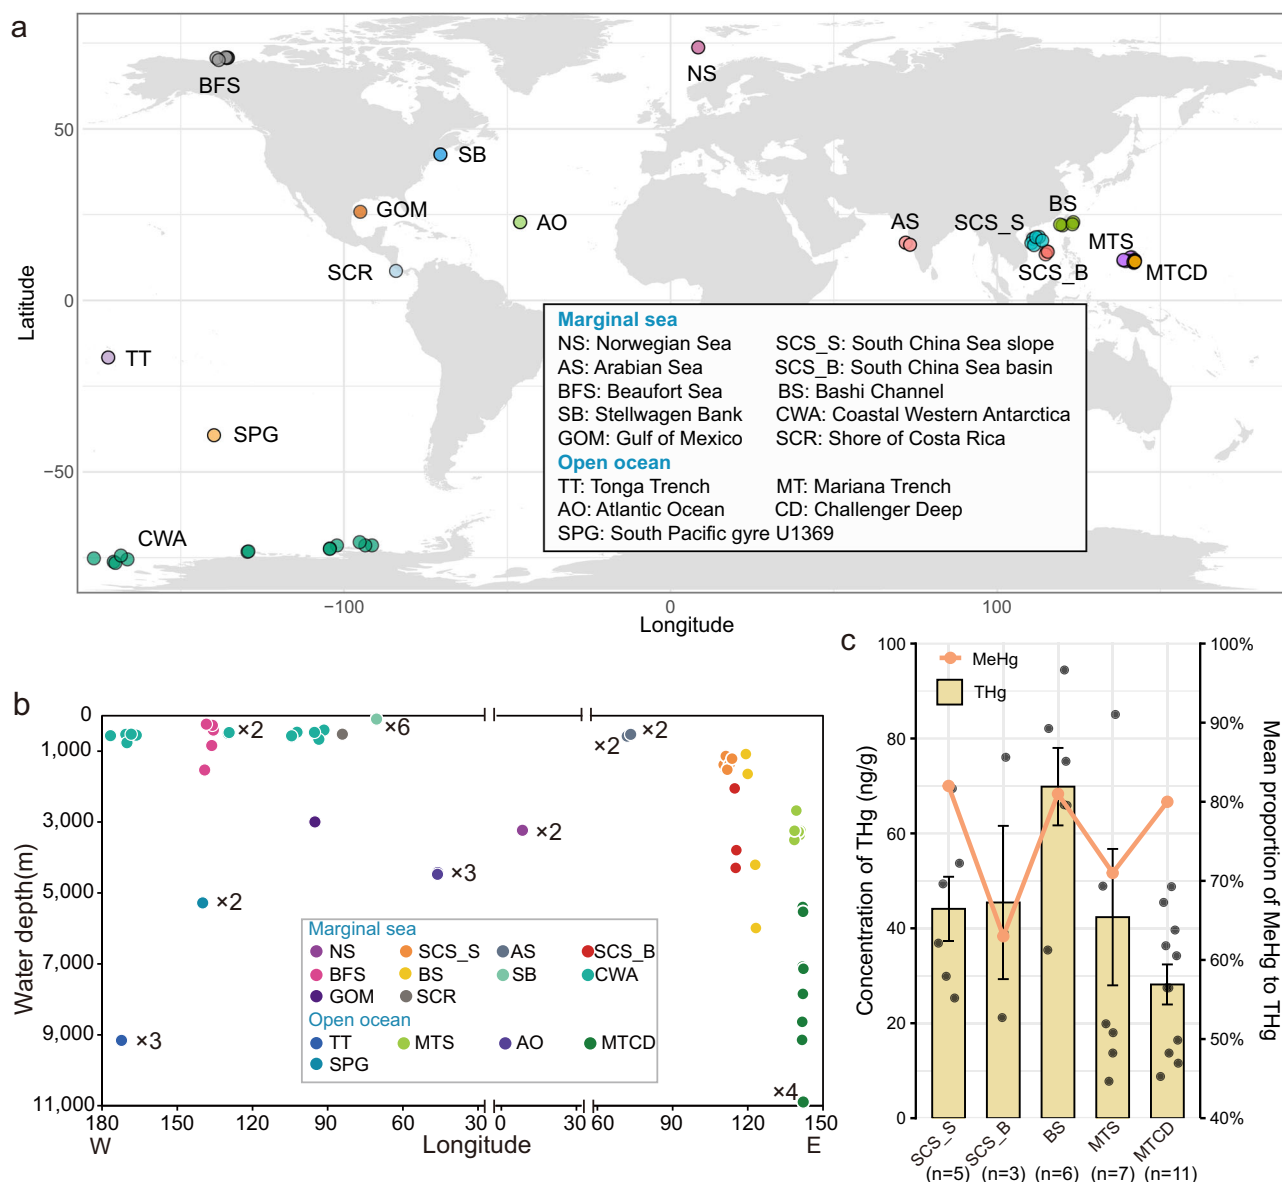 a
BFS
NS
50
SB
GOM
AO
AS
SCS_S
BS
MTS
SCR
SCS_B
MTCD
0
Latitude
TT
SPG
−50
CWA
Marginal sea
NS: Norwegian Sea SCS_S: South China Sea slope
AS: Arabian Sea SCS_B: South China Sea basin
BFS: Beaufort Sea BS: Bashi Channel
SB: Stellwagen Bank CWA: Coastal Western Antarctica
GOM: Gulf of Mexico SCR: Shore of Costa Rica
Open ocean
TT: Tonga Trench MT: Mariana Trench
AO: Atlantic Ocean CD: Challenger Deep
SPG: South Pacific gyre U1369
−100 0 100
Longitude
b
0
1,000
3,000
5,000
7,000
9,000
11,000
Water depth(m)
×2
×6
×2
×2
×2
×3
×2
×3
×4
Marginal sea
NS SCS_S AS SCS_B
BFS BS SB CWA
GOM SCR
Open ocean
TT MTS AO MTCD
SPG
180 150 120 90 60 30 0 30 60 90 120 150
W Longitude E
c
MeHg
THg
100
80
60
40
20
0
Concentration of THg (ng/g)
100%
90%
80%
70%
60%
50%
40%
Mean proportion of MeHg to THg
SCS_S SCS_B BS MTS MTCD
(n=5) (n=3) (n=6) (n=7) (n=11)